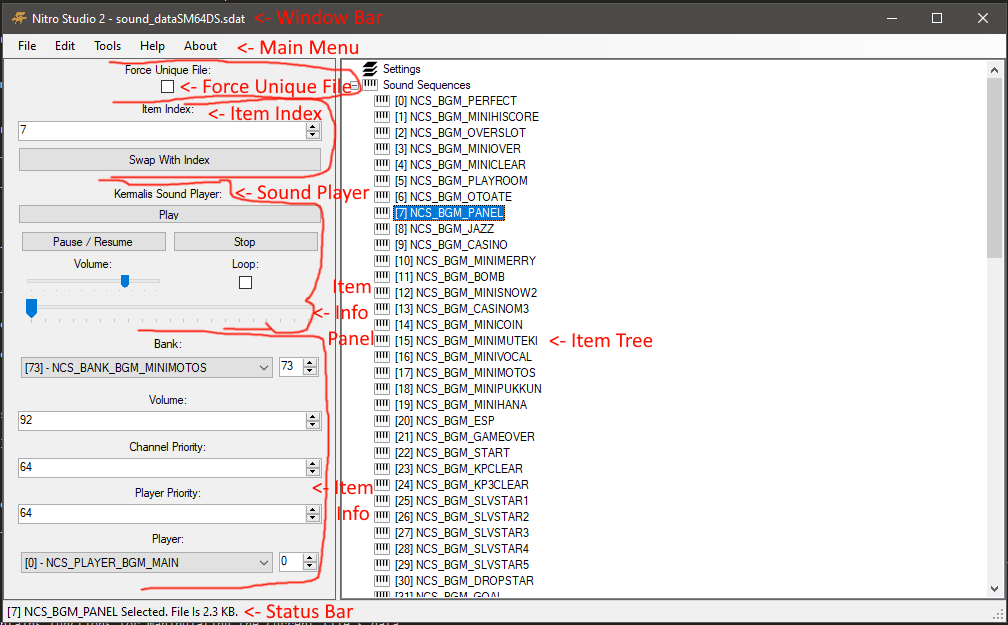 Nitro Studio 2 - sound_dataSM64DS.sdat <- Window Bar
File Edit Tools Help About <- Main Menu
Force Unique File:
<- Force Unique File
Item Index:
<- Item Index
7
Swap With Index
Kermalis Sound Player:
<- Sound Player
Play
Pause / Resume Stop
Volume: Loop:
Item
<- Info
Panel
Bank:
[73] - NCS_BANK_BGM_MINIMOTOS 73
Volume:
92
Channel Priority:
64
Player Priority:
<- Item
Info
64
Player:
[0] - NCS_PLAYER_BGM_MAIN 0
Settings
Sound Sequences
[0] NCS_BGM_PERFECT
[1] NCS_BGM_MINIHISCORE
[2] NCS_BGM_OVERSLOT
[3] NCS_BGM_MINIOVER
[4] NCS_BGM_MINICLEAR
[5] NCS_BGM_PLAYROOM
[6] NCS_BGM_OTOATE
[7] NCS_BGM_PANEL
[8] NCS_BGM_JAZZ
[9] NCS_BGM_CASINO
[10] NCS_BGM_MINIMERRY
[11] NCS_BGM_BOMB
[12] NCS_BGM_MINISNOW2
[13] NCS_BGM_CASINOM3
[14] NCS_BGM_MINICOIN
[15] NCS_BGM_MINIMUTEKI <- Item Tree
[16] NCS_BGM_MINIVOCAL
[17] NCS_BGM_MINIMOTOS
[18] NCS_BGM_MINIPUKKUN
[19] NCS_BGM_MINIHANA
[20] NCS_BGM_ESP
[21] NCS_BGM_GAMEOVER
[22] NCS_BGM_START
[23] NCS_BGM_KPCLEAR
[24] NCS_BGM_KP3CLEAR
[25] NCS_BGM_SLVSTAR1
[26] NCS_BGM_SLVSTAR2
[27] NCS_BGM_SLVSTAR3
[28] NCS_BGM_SLVSTAR4
[29] NCS_BGM_SLVSTAR5
[30] NCS_BGM_DROPSTAR
[31] NCS_BGM_GOAL
[7] NCS_BGM_PANEL Selected. File Is 2.3 KB. <- Status Bar